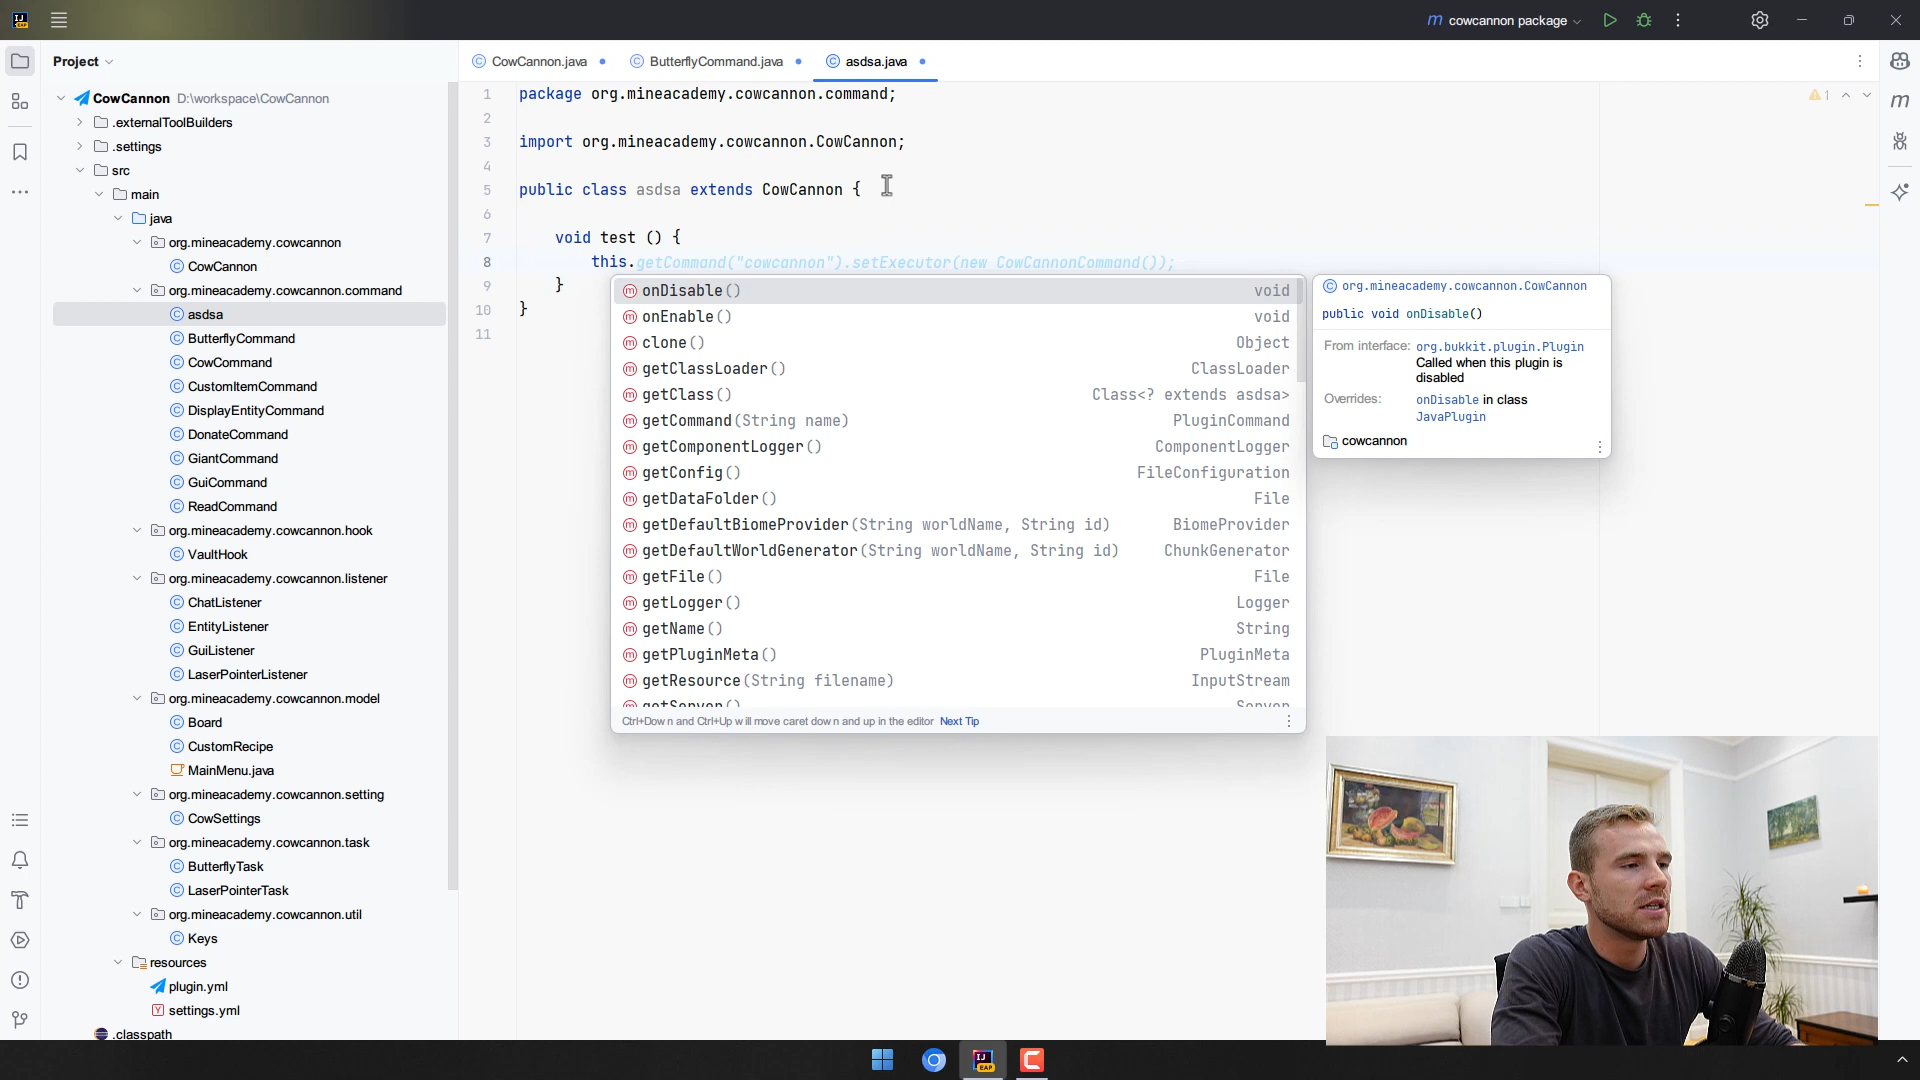 cowcannon package
Project
CowCannon D:\workspace\CowCannon
.externalToolBuilders
.settings
src
main
java
org.mineacademy.cowcannon
CowCannon
org.mineacademy.cowcannon.command
asdsa
ButterflyCommand
CowCommand
CustomItemCommand
DisplayEntityCommand
DonateCommand
GiantCommand
GuiCommand
ReadCommand
org.mineacademy.cowcannon.hook
VaultHook
org.mineacademy.cowcannon.listener
ChatListener
EntityListener
GuiListener
LaserPointerListener
org.mineacademy.cowcannon.model
Board
CustomRecipe
MainMenu.java
org.mineacademy.cowcannon.setting
CowSettings
org.mineacademy.cowcannon.task
ButterflyTask
LaserPointerTask
org.mineacademy.cowcannon.util
Keys
resources
plugin.yml
settings.yml
.classpath
CowCannon.java
ButterflyCommand.java
asdsa.java
1 package org.mineacademy.cowcannon.command;
2
3 import org.mineacademy.cowcannon.CowCannon;
4
5 public class asdsa extends CowCannon {
6
7 void test () {
8 this.getCommand("cowcannon").setExecutor(new CowCannonCommand());
9 }
10 }
11
1
onDisable() void
onEnable() void
clone() Object
getClassLoader() ClassLoader
getClass() Class<? extends asdsa>
getCommand(String name) PluginCommand
getComponentLogger() ComponentLogger
getConfig() FileConfiguration
getDataFolder() File
getDefaultBiomeProvider(String worldName, String id) BiomeProvider
getDefaultWorldGenerator(String worldName, String id) ChunkGenerator
getFile() File
getLogger() Logger
getName() String
getPluginMeta() PluginMeta
getResource(String filename) InputStream
getServer() Server
Ctrl+Down and Ctrl+Up will move caret down and up in the editor Next Tip
org.mineacademy.cowcannon.CowCannon
public void onDisable()
From interface: org.bukkit.plugin.Plugin
Called when this plugin is
disabled
Overrides: onDisable in class
JavaPlugin
cowcannon